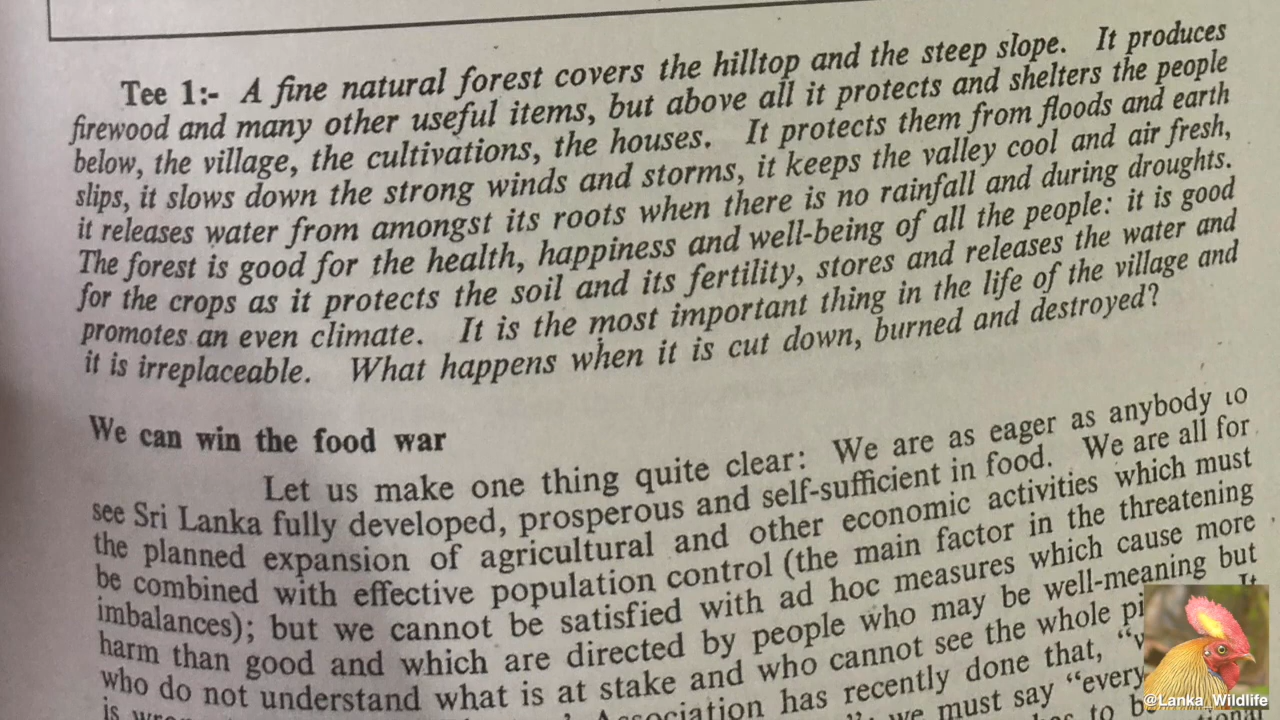 Tee 1:- A fine natural forest covers the hilltop and the steep slope. It produces
firewood and many other useful items, but above all it protects and shelters the people
below, the village, the cultivations, the houses. It protects them from floods and earth
slips, it slows down the strong winds and storms, it keeps the valley cool and air fresh,
it releases water from amongst its roots when there is no rainfall and during droughts.
The forest is good for the health, happiness and well-being of all the people: it is good
for the crops as it protects the soil and its fertility, stores and releases the water and
promotes an even climate. It is the most important thing in the life of the village and
it is irreplaceable. What happens when it is cut down, burned and destroyed?
We can win the food war
Let us make one thing quite clear: We are as eager as anybody to
see Sri Lanka fully developed, prosperous and self-sufficient in food. We are all for
the planned expansion of agricultural and other economic activities which must
be combined with effective population control (the main factor in the threatening
imbalances); but we cannot be satisfied with ad hoc measures which cause more
harm than good and which are directed by people who may be well-meaning but
who do not understand what is at stake and who cannot see the whole It
is Association has recently done that,
we must say "every
to
@Lanka_Wildlife